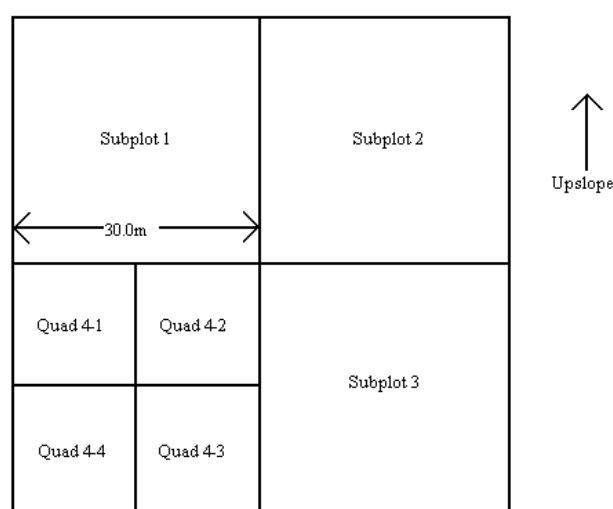 Subplot 1
Subplot 2
Upslope
30.0m
Quad 4-1
Quad 4-2
Subplot 3
Quad 4-4
Quad 4-3